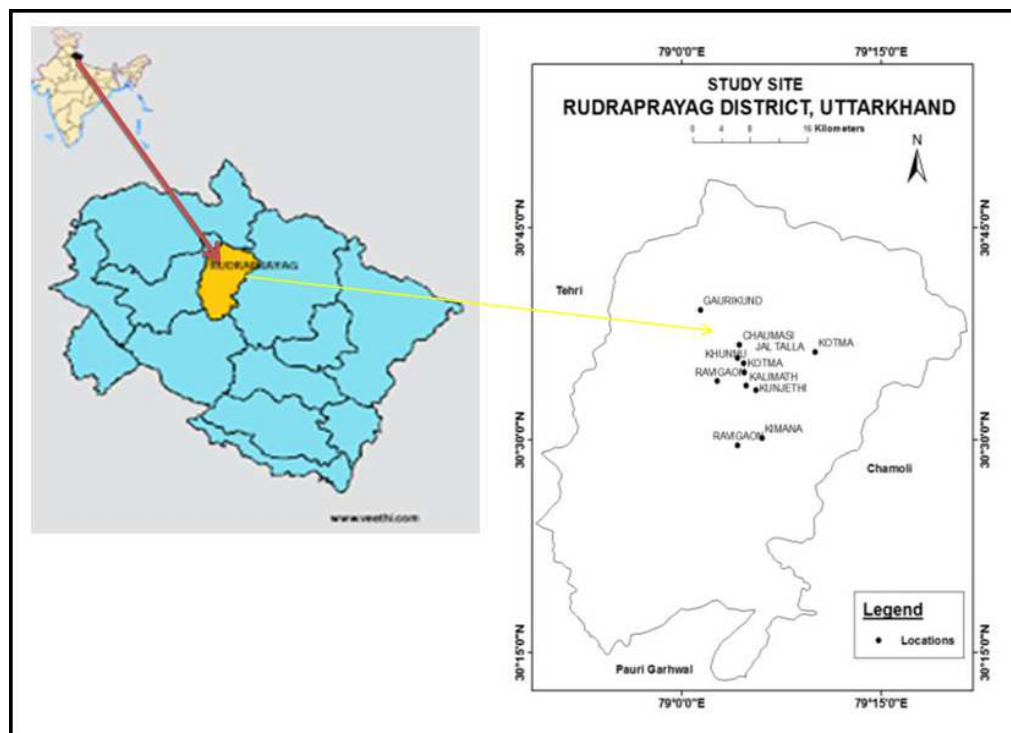 RUDRAPRAYAG
www.veethi.com
79°0'0"E 79°15'0"E
STUDY SITE
RUDRAPRAYAG DISTRICT, UTTARKHAND
0 4 8 16 Kilometers
N
30°45'0"N 30°45'0"N
Tehri
GAURIKUND
CHAUMASI
JAL TALLA
KOTMA
KHUNNU
KOTMA
RAVIGAON
KALIMATH
KUNJETHI
KIMANA
RAVIGAON
30°30'0"N 30°30'0"N
Chamoli
Legend
Locations
30°15'0"N 30°15'0"N
Pauri Garhwal
79°0'0"E 79°15'0"E